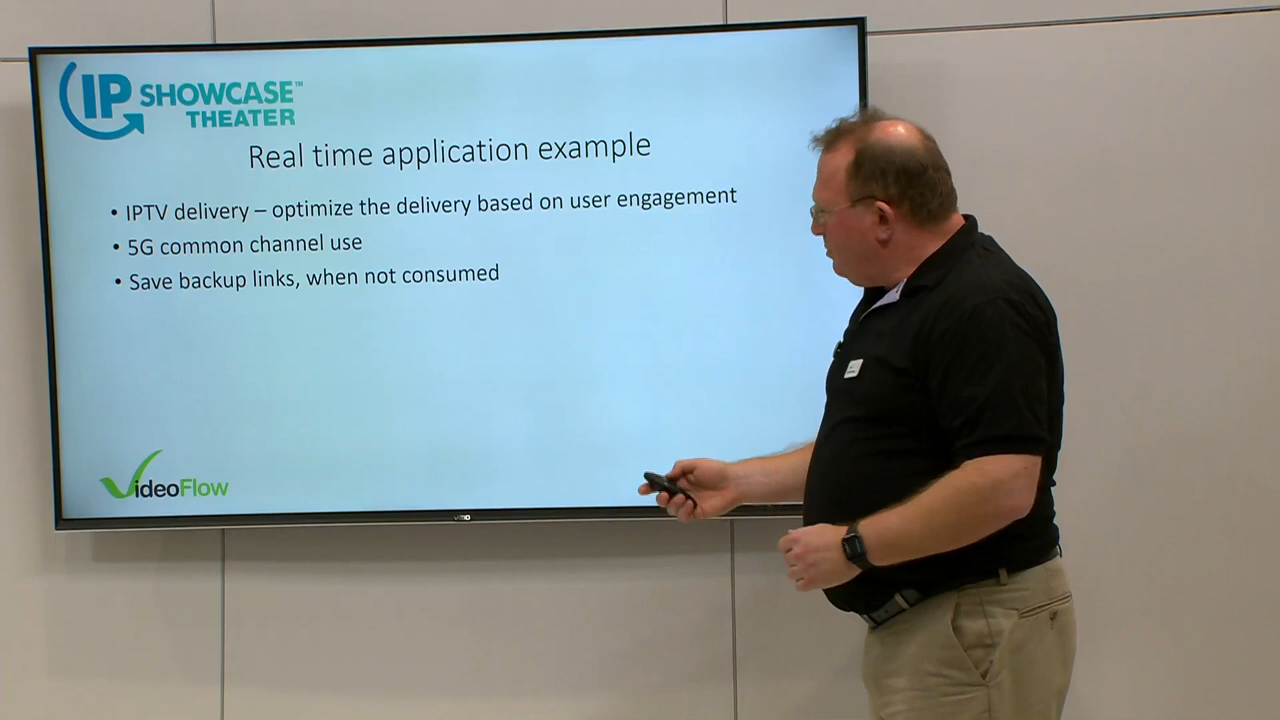 IP SHOWCASE™
THEATER
Real time application example
• IPTV delivery – optimize the delivery based on user engagement
• 5G common channel use
• Save backup links, when not consumed
VideoFlow
VIZIO